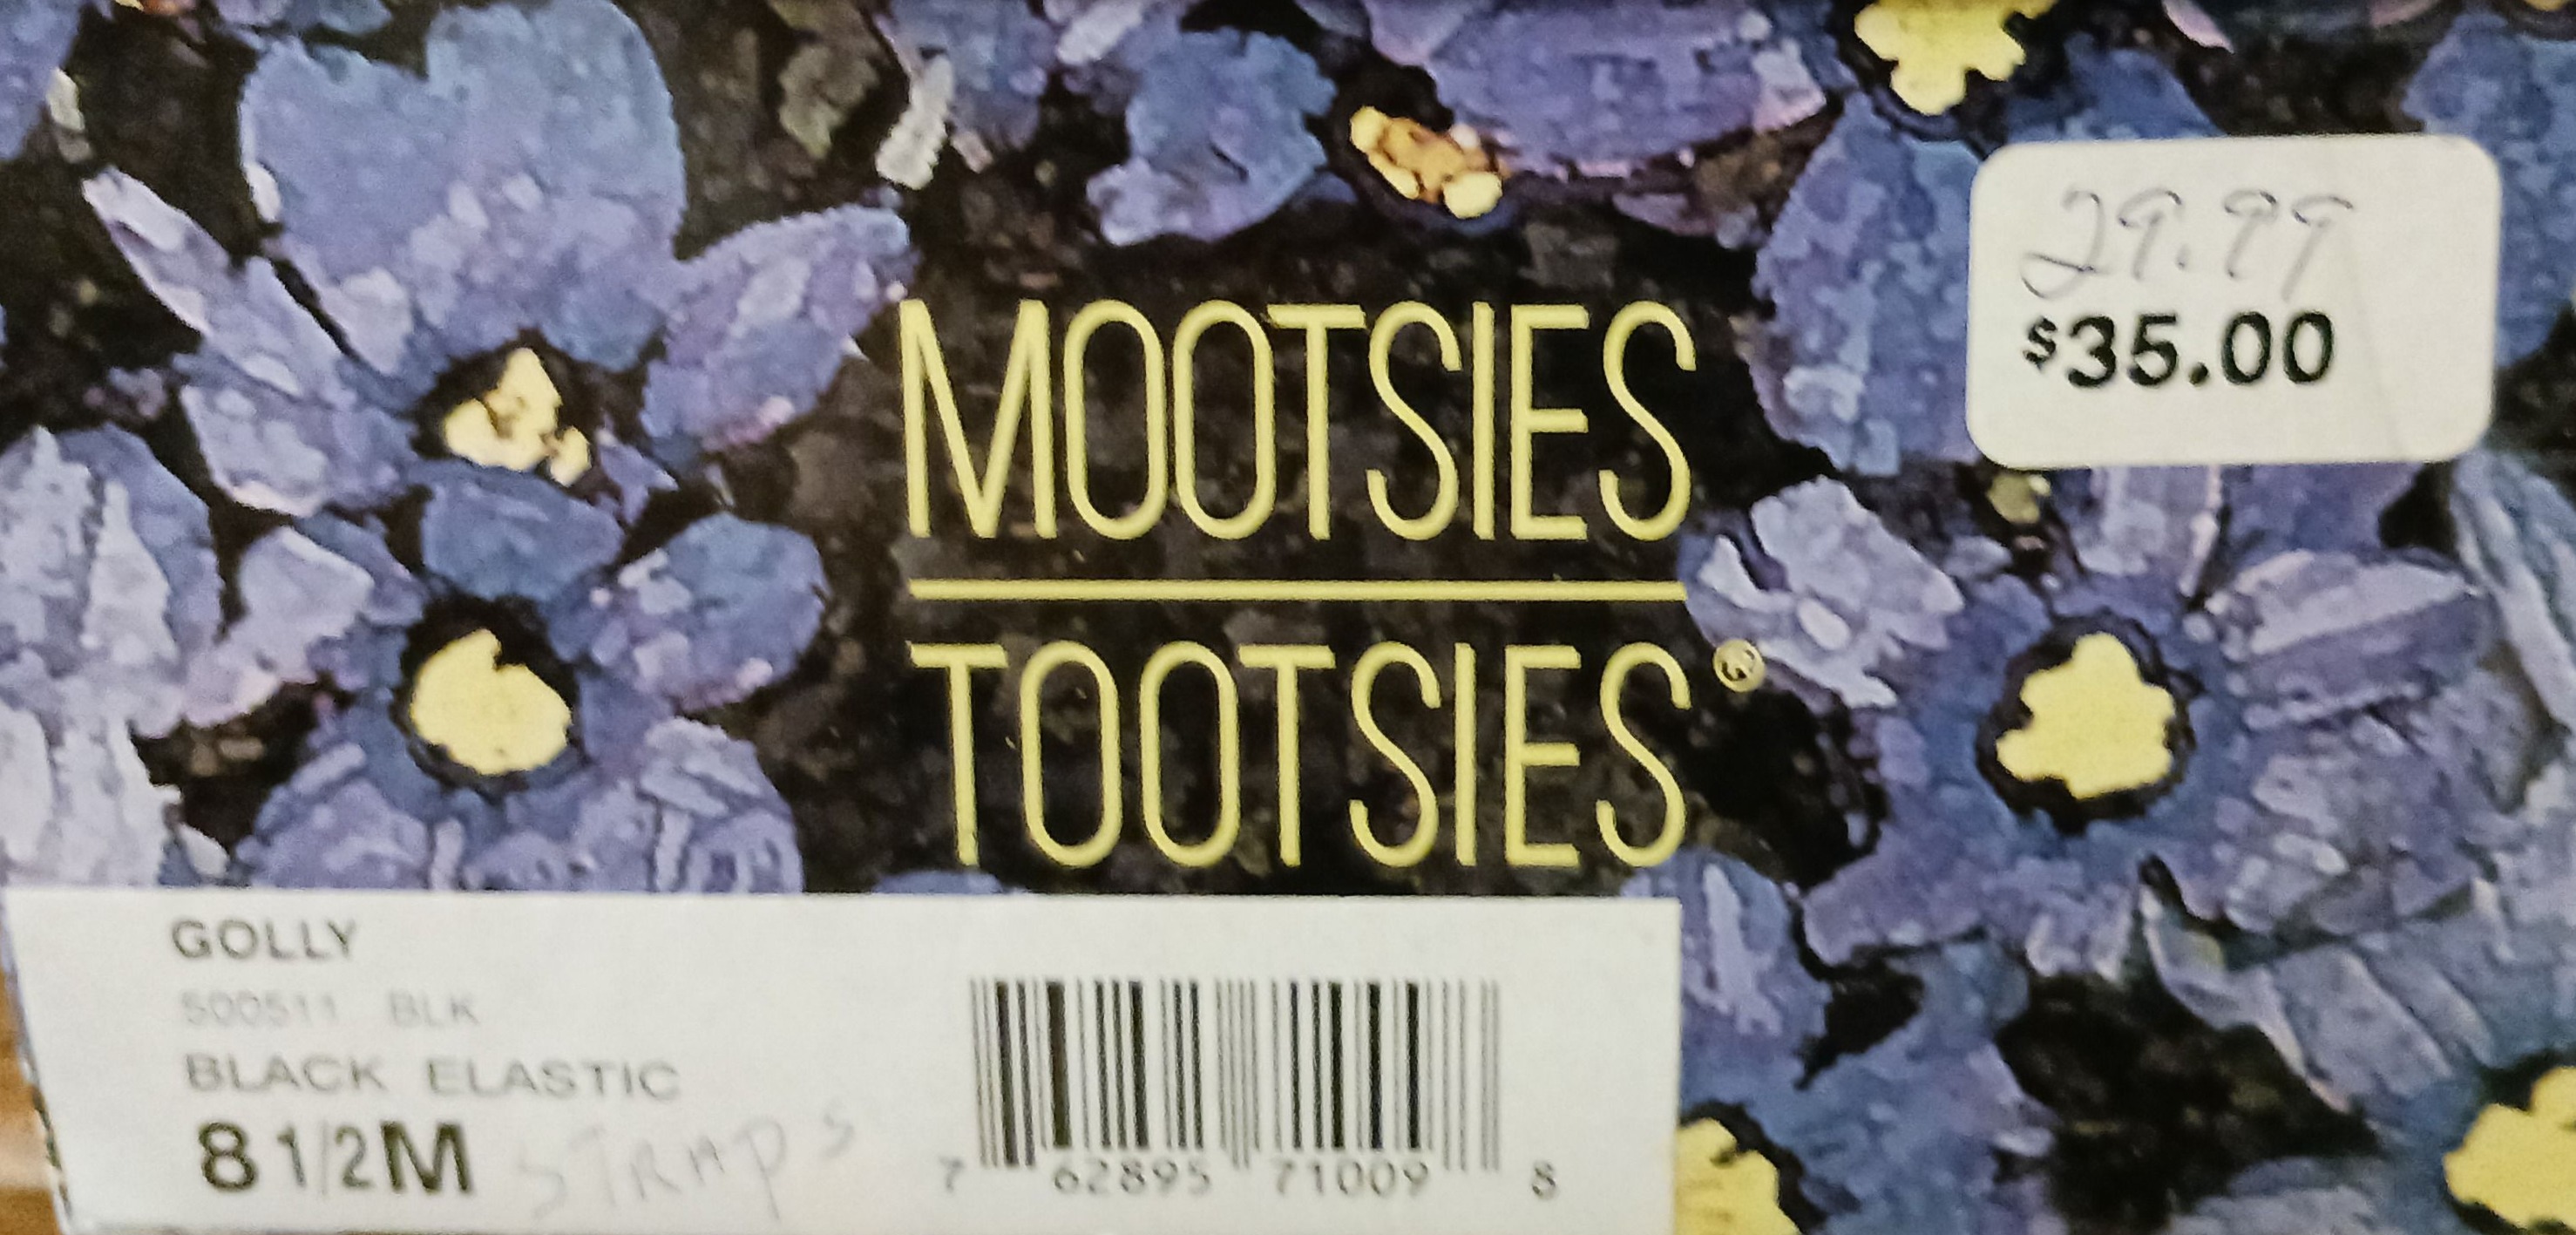 29.99
$35.00
MOOTSIES
TOOTSIES®
GOLLY
500511 BLK
BLACK ELASTIC
8 1/2M STRAPS
7 62895 71009 8